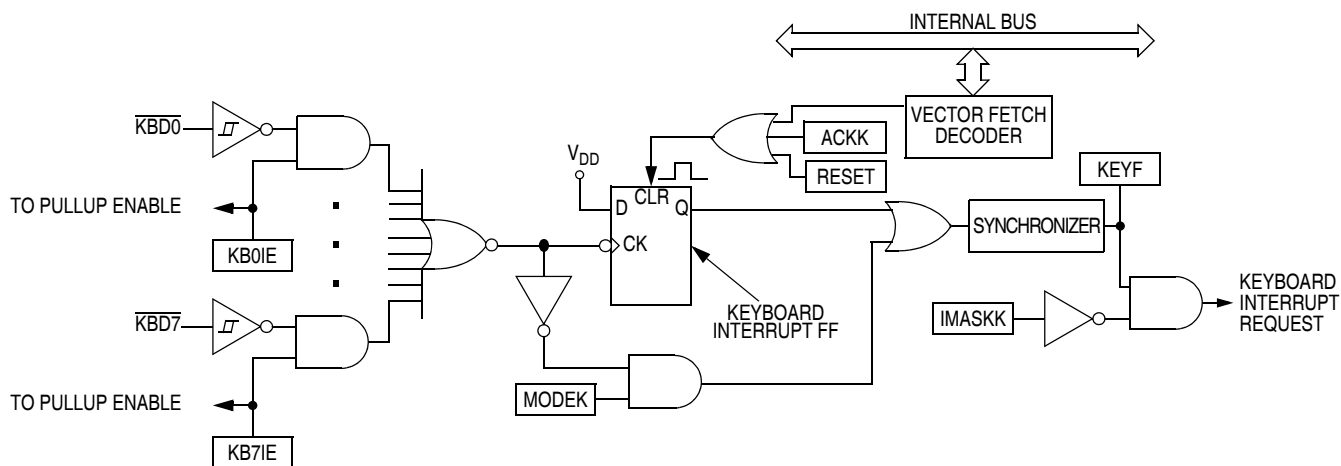 INTERNAL BUS
KBD0
VECTOR FETCH
DECODER
ACKK
RESET
VDD
KEYF
TO PULLUP ENABLE
D
CLR
Q
CK
SYNCHRONIZER
KB0IE
KBD7
KEYBOARD
INTERRUPT FF
IMASKK
KEYBOARD
INTERRUPT
REQUEST
TO PULLUP ENABLE
MODEK
KB7IE